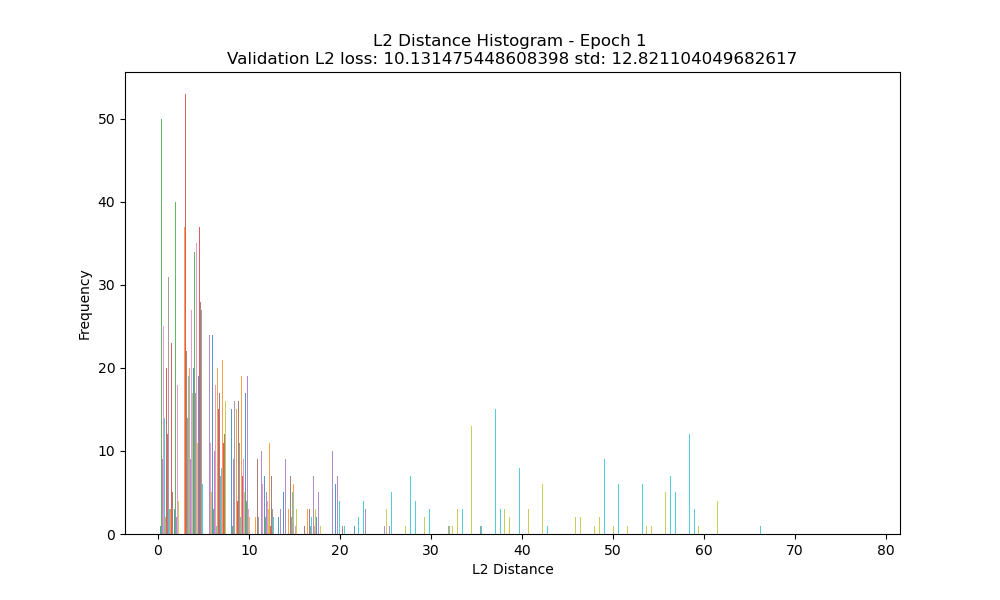 L2 Distance Histogram - Epoch 1
Validation L2 loss: 10.131475448608398 std: 12.821104049682617
50
40
30
20
10
0
Frequency
0 10 20 30 40 50 60 70 80
L2 Distance